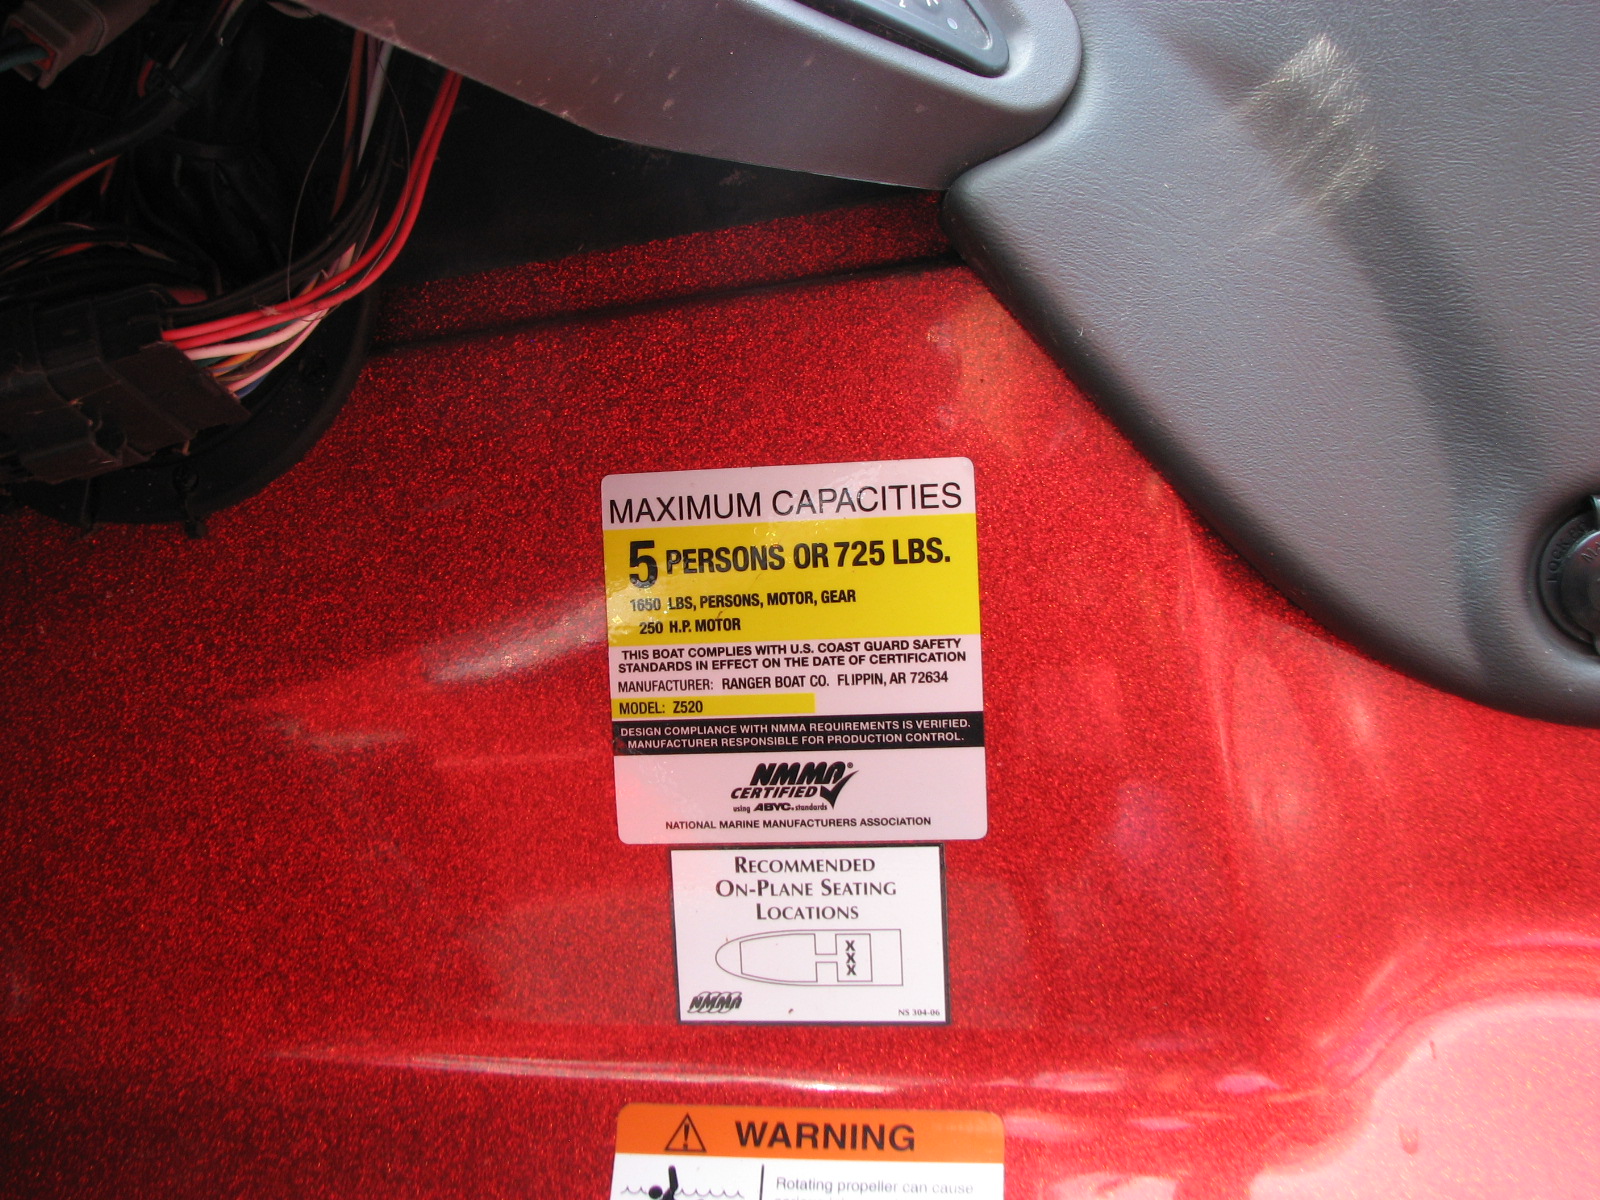 MAXIMUM CAPACITIES
5 PERSONS OR 725 LBS.
1650 LBS, PERSONS, MOTOR, GEAR
250 H.P. MOTOR
THIS BOAT COMPLIES WITH U.S. COAST GUARD SAFETY
STANDARDS IN EFFECT ON THE DATE OF CERTIFICATION
MANUFACTURER: RANGER BOAT CO. FLIPPIN, AR 72634
MODEL: Z520
DESIGN COMPLIANCE WITH NMMA REQUIREMENTS IS VERIFIED.
MANUFACTURER RESPONSIBLE FOR PRODUCTION CONTROL.
NMMA®
CERTIFIED
using ABYC standards
NATIONAL MARINE MANUFACTURERS ASSOCIATION
RECOMMENDED
ON-PLANE SEATING
LOCATIONS
X
X
X
NMMA
NS 304-06
WARNING
Rotating propeller can cause